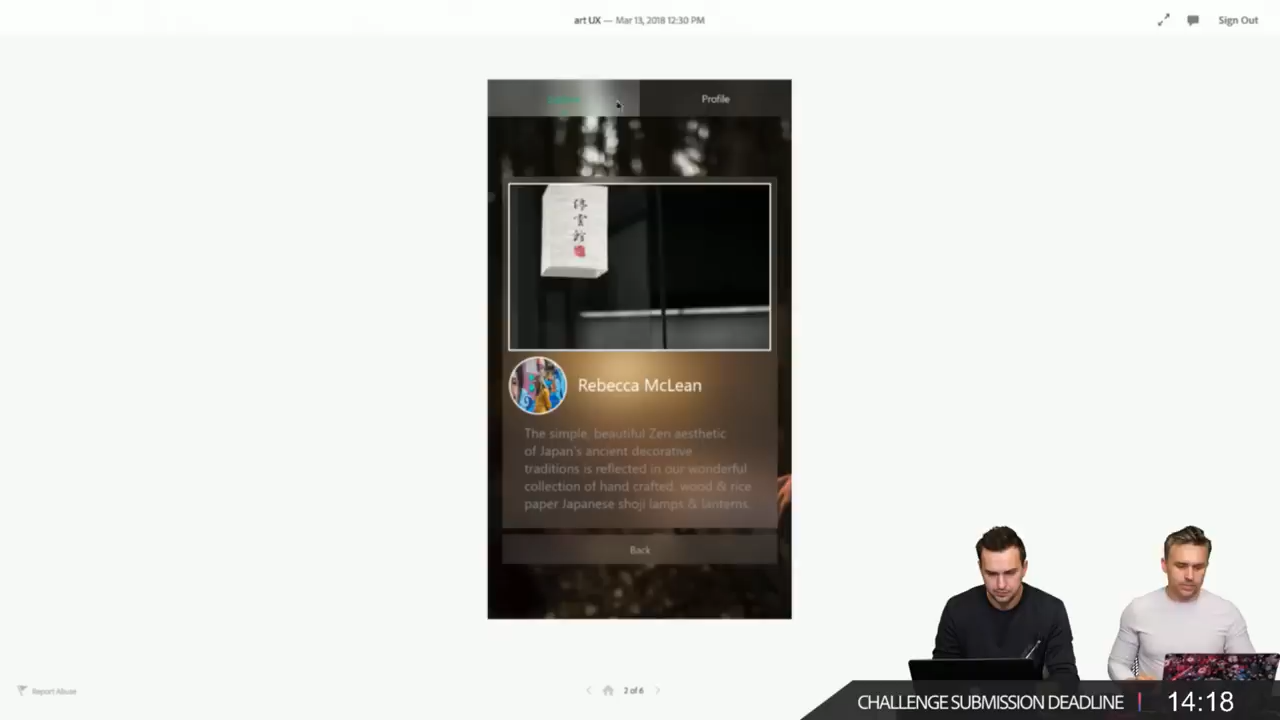 art UX — Mar 13, 2018 12:30 PM
Sign Out
Profile
Rebecca McLean
The simple, beautiful Zen aesthetic
of Japan's ancient decorative
traditions is reflected in our wonderful
collection of hand crafted, wood & rice
paper Japanese shoji lamps & lanterns.
Back
Report Abuse
2 of 6
CHALLENGE SUBMISSION DEADLINE
14:18